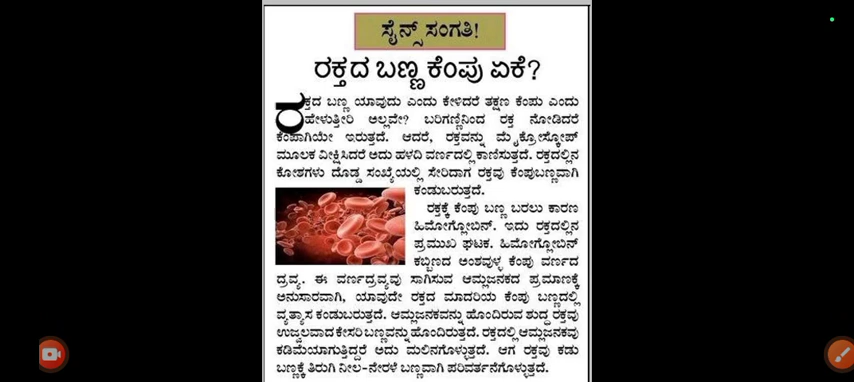 ಸೈನ್ಸ್ ಸಂಗತಿ!
ರಕ್ತದ ಬಣ್ಣ ಕೆಂಪು ಏಕೆ?
ರಕ್ತದ ಬಣ್ಣ ಯಾವುದು ಎಂದು ಕೇಳಿದರೆ ತಕ್ಷಣ ಕೆಂಪು ಎಂದು
ಹೇಳುತ್ತೀರಿ ಅಲ್ಲವೇ? ಬರಿಗಣ್ಣಿನಿಂದ ರಕ್ತ ನೋಡಿದರೆ
ಕೆಂಪಾಗಿಯೇ ಇರುತ್ತದೆ. ಆದರೆ, ರಕ್ತವನ್ನು ಮೈಕ್ರೋಸ್ಕೋಪ್
ಮೂಲಕ ವೀಕ್ಷಿಸಿದರೆ ಅದು ಹಳದಿ ವರ್ಣದಲ್ಲಿ ಕಾಣಿಸುತ್ತದೆ. ರಕ್ತದಲ್ಲಿನ
ಕೋಶಗಳು ದೊಡ್ಡ ಸಂಖ್ಯೆಯಲ್ಲಿ ಸೇರಿದಾಗ ರಕ್ತವು ಕೆಂಪುಬಣ್ಣವಾಗಿ
ಕಂಡುಬರುತ್ತದೆ.
ರಕ್ತಕ್ಕೆ ಕೆಂಪು ಬಣ್ಣ ಬರಲು ಕಾರಣ
ಹಿಮೋಗ್ಲೋಬಿನ್. ಇದು ರಕ್ತದಲ್ಲಿನ
ಪ್ರಮುಖ ಘಟಕ. ಹಿಮೋಗ್ಲೋಬಿನ್
ಕಬ್ಬಿಣದ ಅಂಶವುಳ್ಳ ಕೆಂಪು ವರ್ಣದ
ದ್ರವ್ಯ. ಈ ವರ್ಣದ್ರವ್ಯವು ಸಾಗಿಸುವ ಆಮ್ಲಜನಕದ ಪ್ರಮಾಣಕ್ಕೆ
ಅನುಸಾರವಾಗಿ, ಯಾವುದೇ ರಕ್ತದ ಮಾದರಿಯ ಕೆಂಪು ಬಣ್ಣದಲ್ಲಿ
ವ್ಯತ್ಯಾಸ ಕಂಡುಬರುತ್ತದೆ. ಆಮ್ಲಜನಕವನ್ನು ಹೊಂದಿರುವ ಶುದ್ಧ ರಕ್ತವು
ಉಜ್ವಲವಾದ ಕೇಸರಿ ಬಣ್ಣವನ್ನು ಹೊಂದಿರುತ್ತದೆ. ರಕ್ತದಲ್ಲಿ ಆಮ್ಲಜನಕವು
ಕಡಿಮೆಯಾಗುತ್ತಿದ್ದರೆ ಅದು ಮಲಿನಗೊಳ್ಳುತ್ತದೆ. ಆಗ ರಕ್ತವು ಕಡು
ಬಣ್ಣಕ್ಕೆ ತಿರುಗಿ ನೀಲ-ನೇರಳೆ ಬಣ್ಣವಾಗಿ ಪರಿವರ್ತನೆಗೊಳ್ಳುತ್ತದೆ.